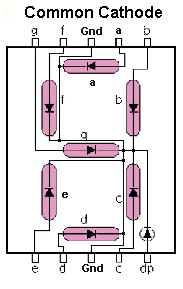 Common Cathode
g f Gnd a b
a
f b
g
e c
d
e d Gnd c dp